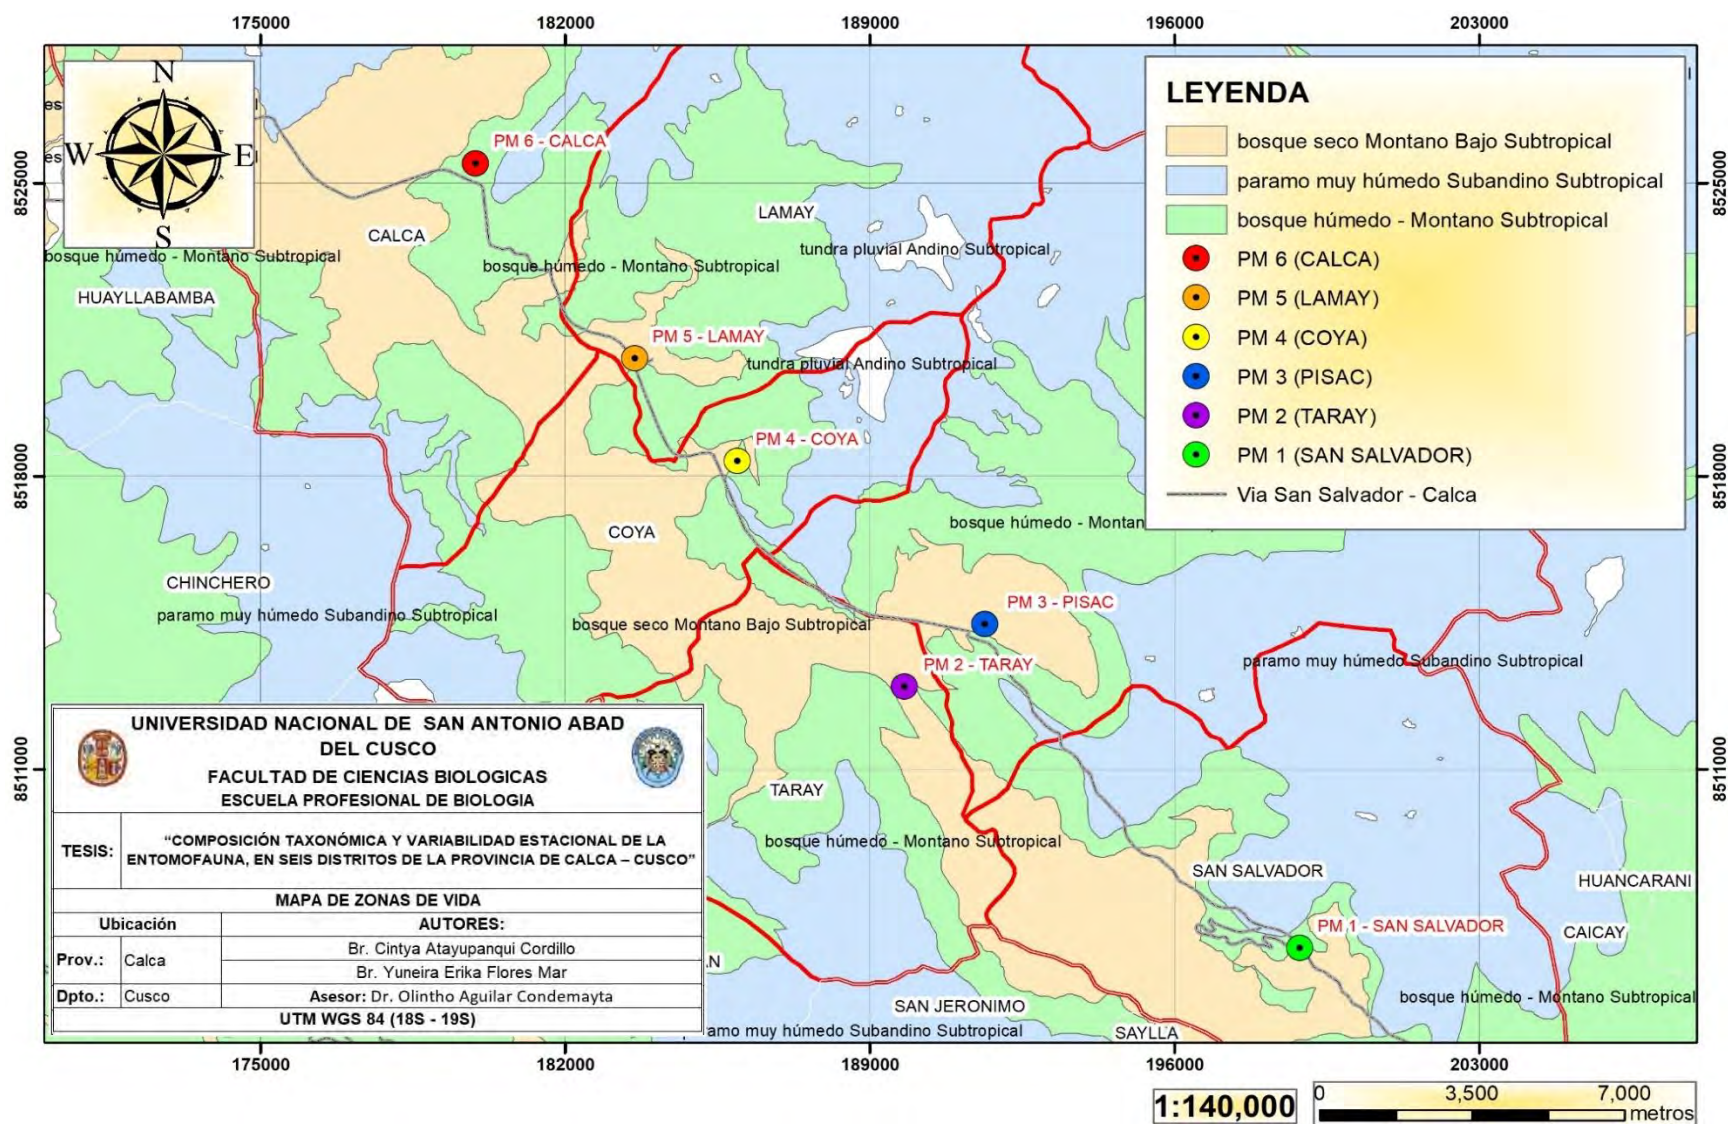 175000
182000
189000
196000
203000
N
W
E
S
8525000
8518000
8511000
8525000
8518000
8511000
LEYENDA
bosque seco Montano Bajo Subtropical
paramo muy húmedo Subandino Subtropical
bosque húmedo - Montano Subtropical
PM 6 (CALCA)
PM 5 (LAMAY)
PM 4 (COYA)
PM 3 (PISAC)
PM 2 (TARAY)
PM 1 (SAN SALVADOR)
Via San Salvador - Calca
PM 6 - CALCA
LAMAY
CALCA
tundra pluvial Andino Subtropical
bosque húmedo - Montano Subtropical
bosque húmedo - Montano Subtropical
HUAYLLABAMBA
PM 5 - LAMAY
tundra pluvial Andino Subtropical
PM 4 - COYA
bosque húmedo - Montano
COYA
CHINCHERO
paramo muy húmedo Subandino Subtropical
PM 3 - PISAC
bosque seco Montano Bajo Subtropical
PM 2 - TARAY
paramo muy húmedo Subandino Subtropical
TARAY
bosque húmedo - Montano Subtropical
SAN SALVADOR
HUANCARANI
PM 1 - SAN SALVADOR
CAICAY
bosque húmedo - Montano Subtropical
SAN JERONIMO
amo muy húmedo Subandino Subtropical
SAYLLA
UNIVERSIDAD NACIONAL DE SAN ANTONIO ABAD
DEL CUSCO
FACULTAD DE CIENCIAS BIOLOGICAS
ESCUELA PROFESIONAL DE BIOLOGIA
TESIS:
“COMPOSICIÓN TAXONÓMICA Y VARIABILIDAD ESTACIONAL DE LA
ENTOMOFAUNA, EN SEIS DISTRITOS DE LA PROVINCIA DE CALCA – CUSCO”
MAPA DE ZONAS DE VIDA
Ubicación
AUTORES:
Prov.: Calca
Br. Cintya Atayupanqui Cordillo
Br. Yuneira Erika Flores Mar
Dpto.: Cusco
Asesor: Dr. Olintho Aguilar Condemayta
UTM WGS 84 (18S - 19S)
175000
182000
189000
196000
203000
1:140,000
0 3,500 7,000
metros